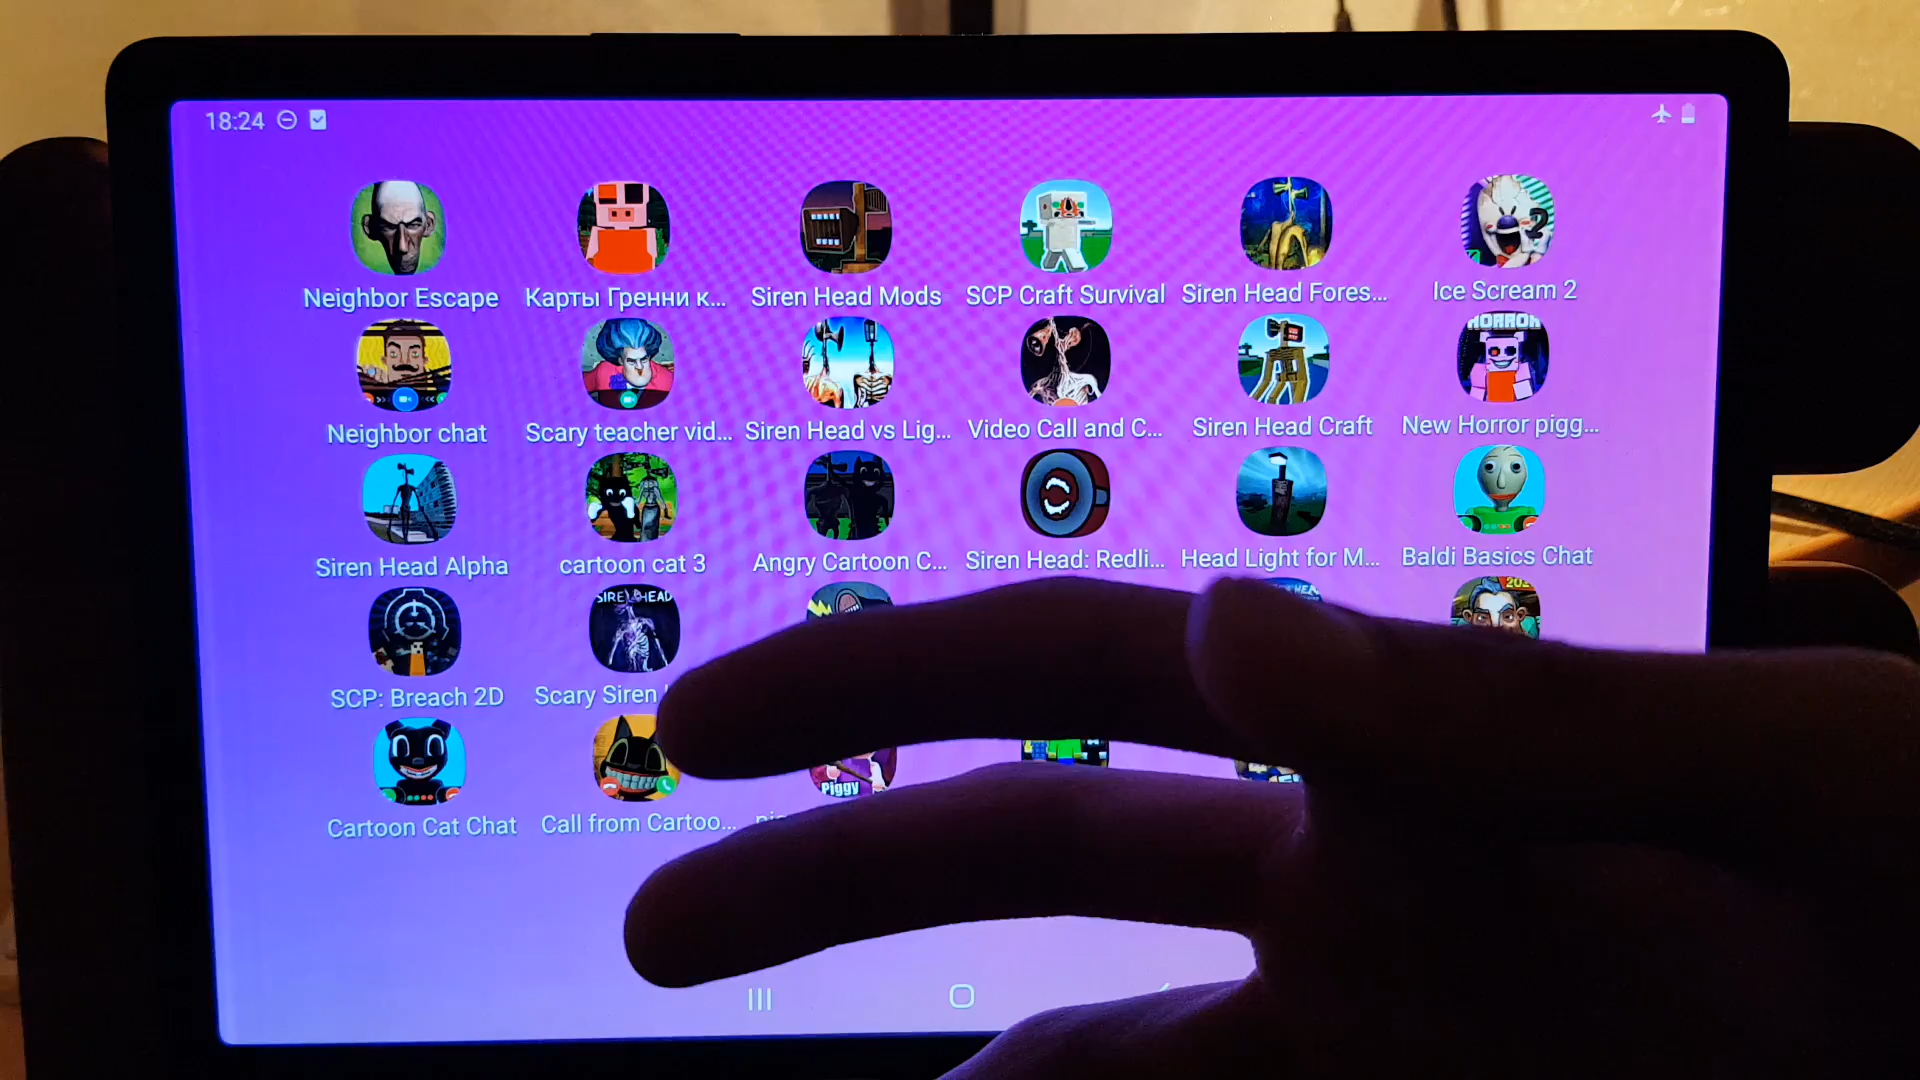 18:24
Neighbor Escape
Карты Гренни к...
Siren Head Mods
SCP Craft Survival
Siren Head Fores...
2
Ice Scream 2
HORROR
Neighbor chat
Scary teacher vid...
Siren Head vs Lig...
Video Call and C...
Siren Head Craft
New Horror pigg...
Siren Head Alpha
cartoon cat 3
Angry Cartoon C...
Siren Head: Redli...
Head Light for M...
Baldi Basics Chat
SIREN HEAD
SCP: Breach 2D
Scary Siren
Piggy
Cartoon Cat Chat
Call from Cartoo...